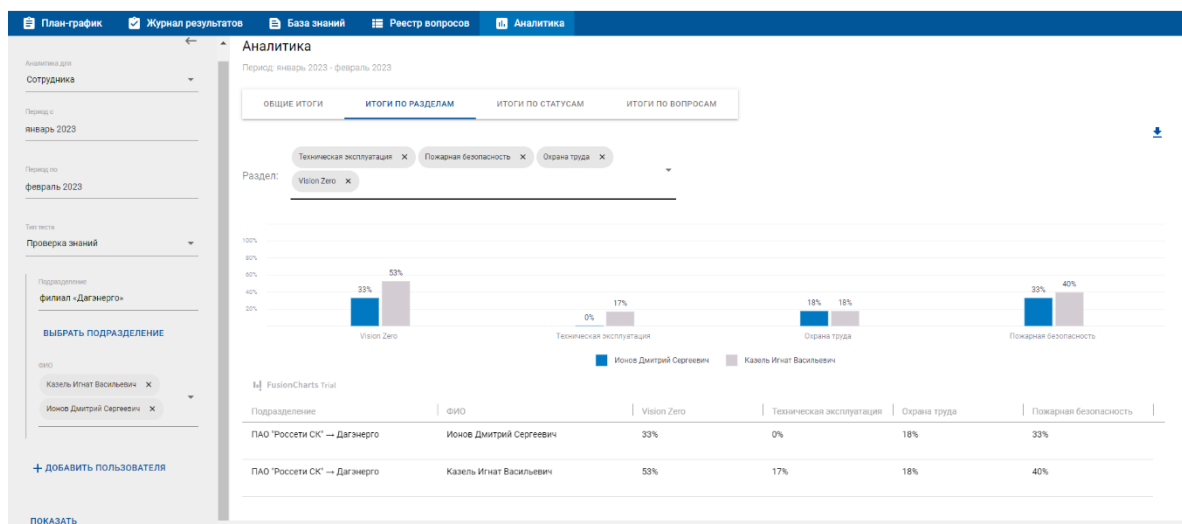 План-график Журнал результатов База знаний Реестр вопросов Аналитика
Аналитика для
Сотрудника
Период с
январь 2023
Период по
февраль 2023
Тип теста
Проверка знаний
Подразделение
филиал «Дагэнерго»
ВЫБРАТЬ ПОДРАЗДЕЛЕНИЕ
ФИО
Казель Игнат Васильевич
Ионов Дмитрий Сергеевич
+ ДОБАВИТЬ ПОЛЬЗОВАТЕЛЯ
ПОКАЗАТЬ
Аналитика
Период: январь 2023 - февраль 2023
ОБЩИЕ ИТОГИ ИТОГИ ПО РАЗДЕЛАМ ИТОГИ ПО СТАТУСАМ ИТОГИ ПО ВОПРОСАМ
Раздел:
Техническая эксплуатация Пожарная безопасность Охрана труда
Vision Zero
100%
80%
60%
40%
20%
33% 53% 0% 17% 18% 18% 33% 40%
Vision Zero Техническая эксплуатация Охрана труда Пожарная безопасность
Ионов Дмитрий Сергеевич Казель Игнат Васильевич
FusionCharts Trial
Подразделение ФИО Vision Zero Техническая эксплуатация Охрана труда Пожарная безопасность
ПАО "Россети СК" → Дагэнерго Ионов Дмитрий Сергеевич 33% 0% 18% 33%
ПАО "Россети СК" → Дагэнерго Казель Игнат Васильевич 53% 17% 18% 40%